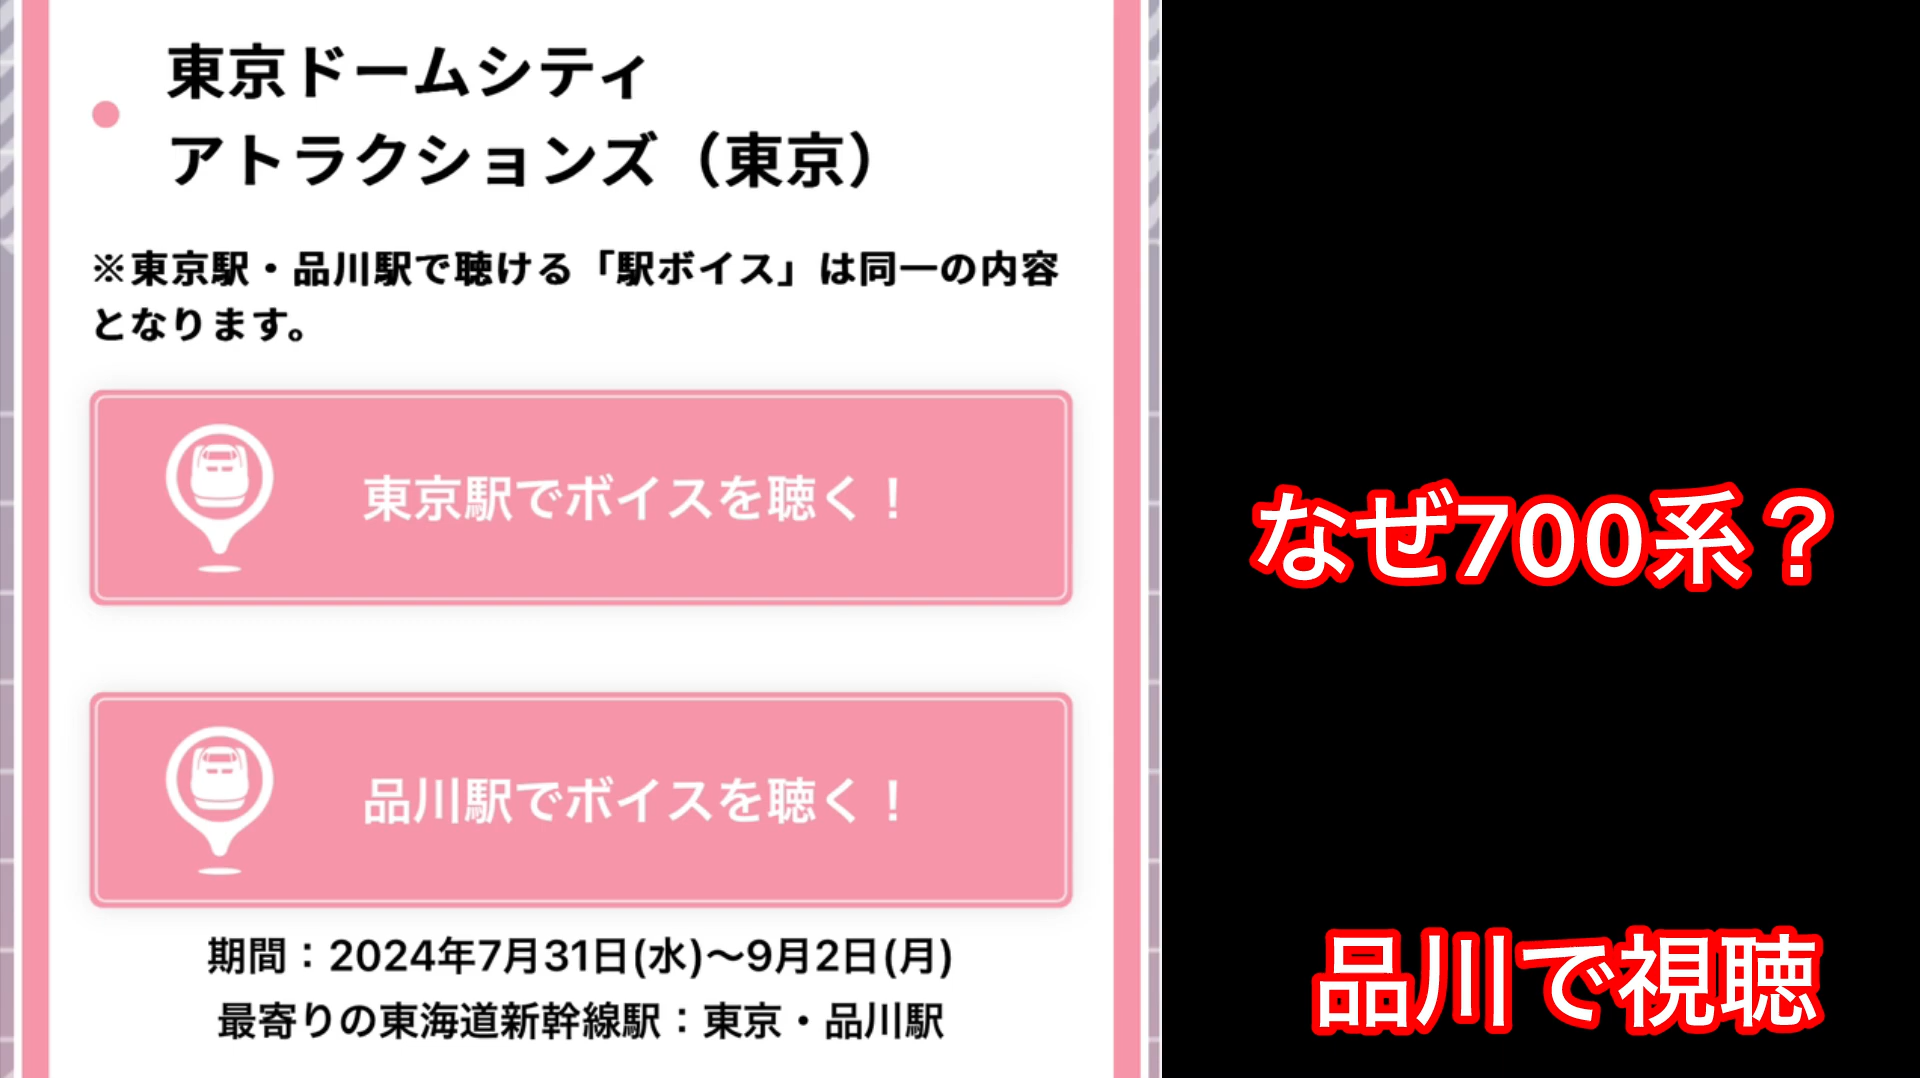 東京ドームシティ
アトラクションズ（東京）
※東京駅・品川駅で聴ける「駅ボイス」は同一の内容
となります。
東京駅でボイスを聴く！
品川駅でボイスを聴く！
期間：2024年7月31日(水)～9月2日(月)
最寄りの東海道新幹線駅：東京・品川駅
なぜ700系？
品川で視聴